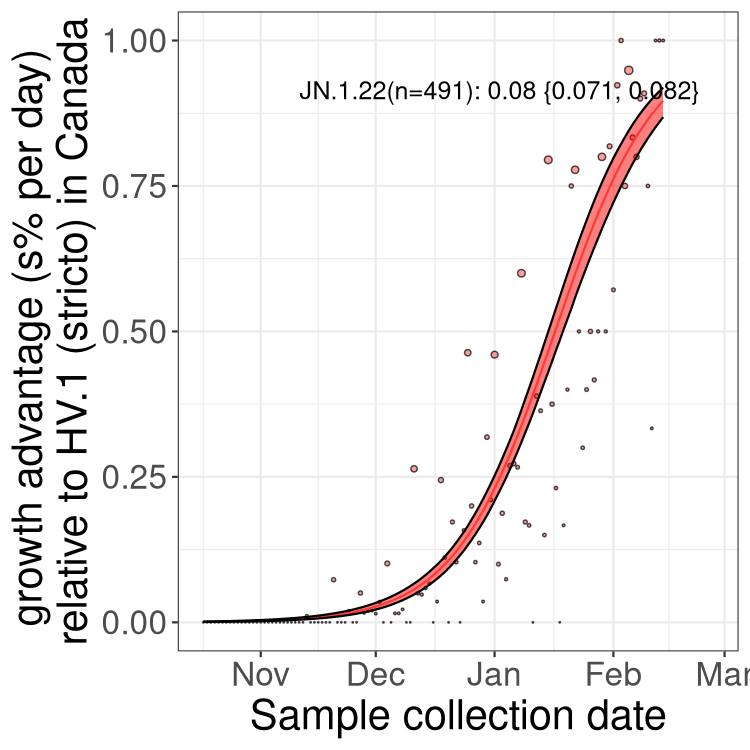 growth advantage (s% per day)
relative to HV.1 (stricto) in Canada
1.00
0.75
0.50
0.25
0.00
JN.1.22(n=491): 0.08 {0.071, 0.082}
Nov Dec Jan Feb Mar
Sample collection date